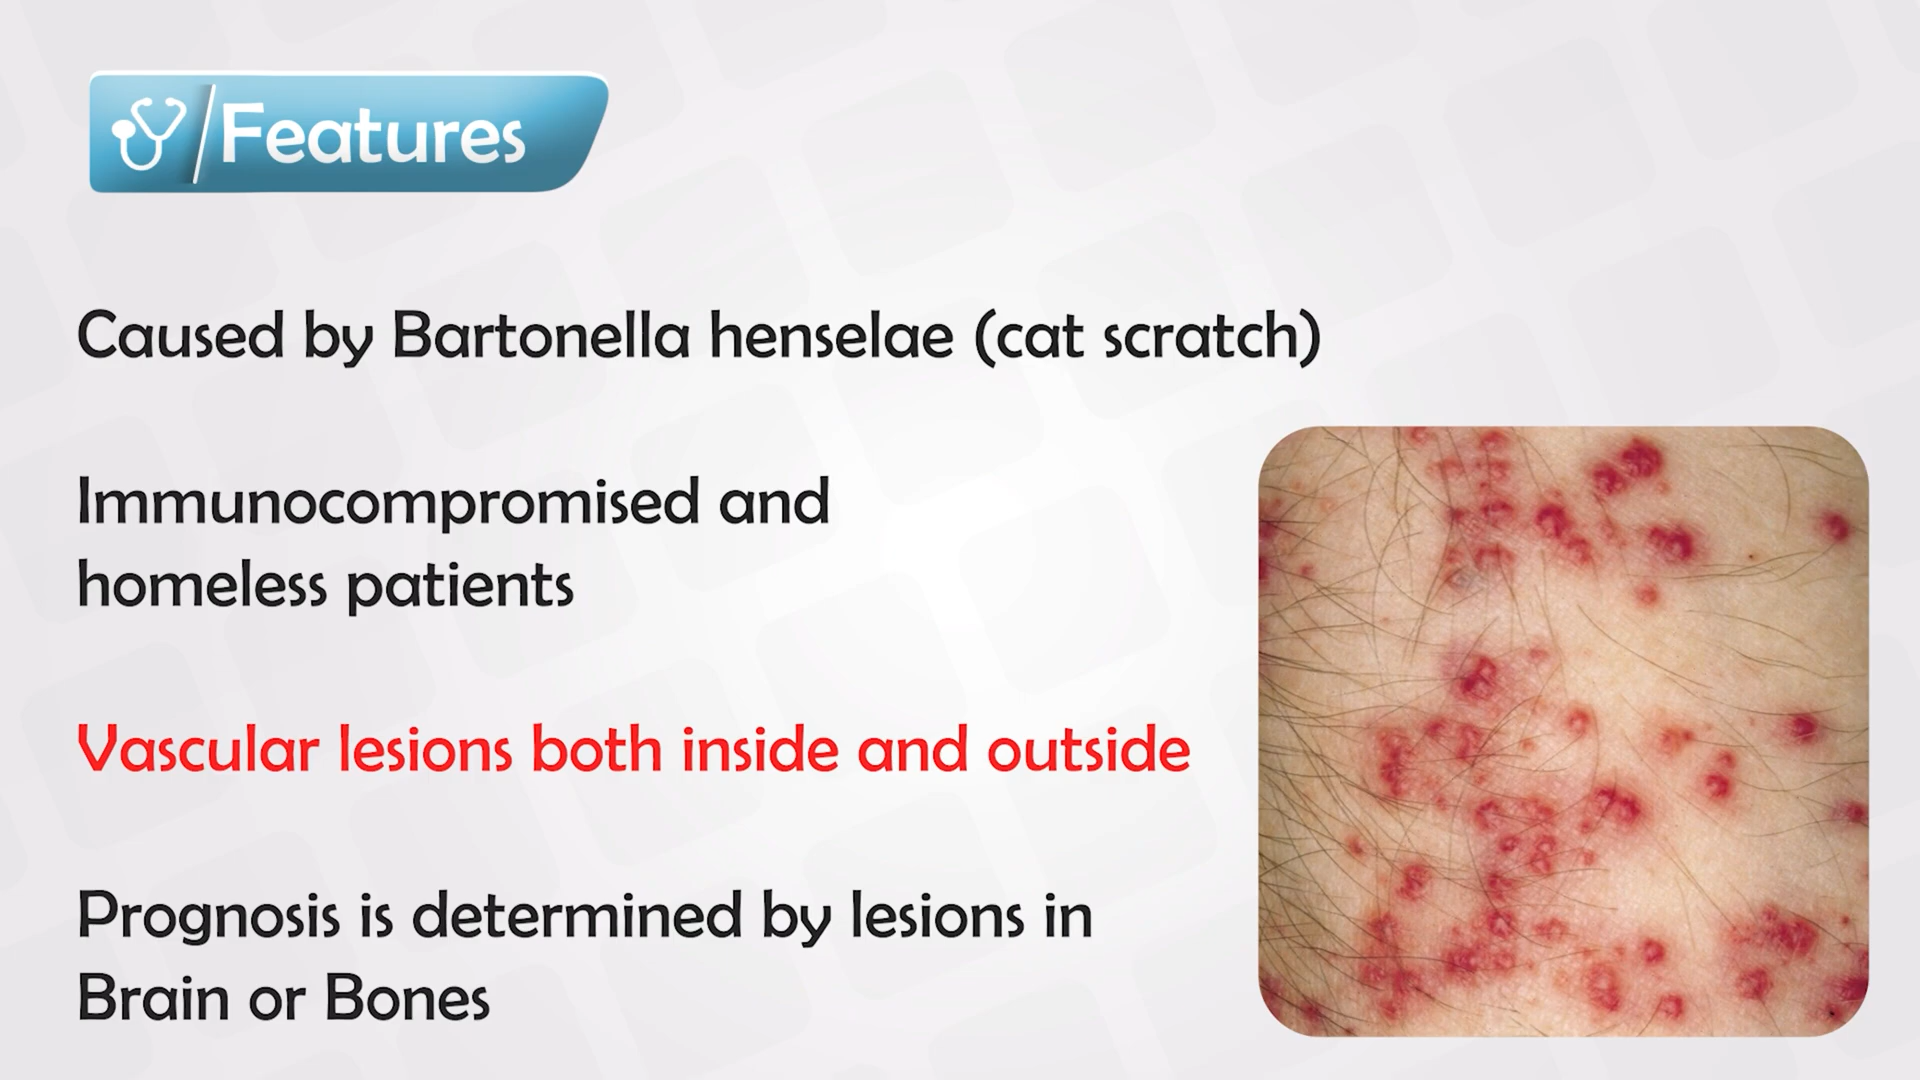 Features
Caused by Bartonella henselae (cat scratch)
Immunocompromised and
homeless patients
Vascular lesions both inside and outside
Prognosis is determined by lesions in
Brain or Bones